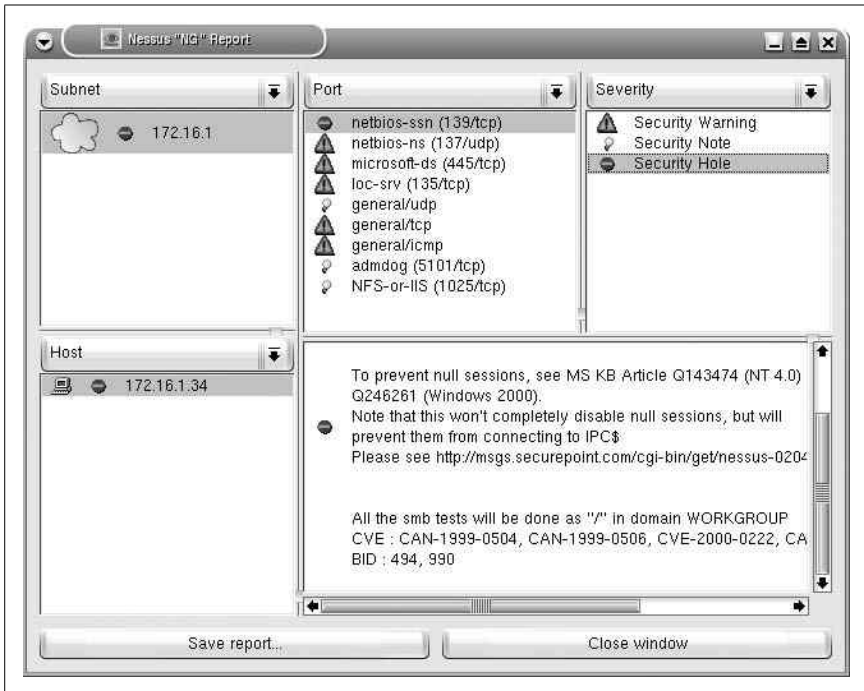 Nessus "NG" Report
Subnet
172.16.1
Port
netbios-ssn (139/tcp)
netbios-ns (137/udp)
microsoft-ds (445/tcp)
loc-srv (135/tcp)
general/udp
general/tcp
general/icmp
admdog (5101/tcp)
NFS-or-IIS (1025/tcp)
Severity
Security Warning
Security Note
Security Hole
Host
172.16.1.34
To prevent null sessions, see MS KB Article Q143474 (NT 4.0)
Q246261 (Windows 2000).
Note that this won't completely disable null sessions, but will
prevent them from connecting to IPC$
Please see http://msgs.securepoint.com/cgi-bin/get/nessus-0204
All the smb tests will be done as ''/'' in domain WORKGROUP
CVE : CAN-1999-0504, CAN-1999-0506, CVE-2000-0222, CA
BID : 494, 990
Save report...
Close window